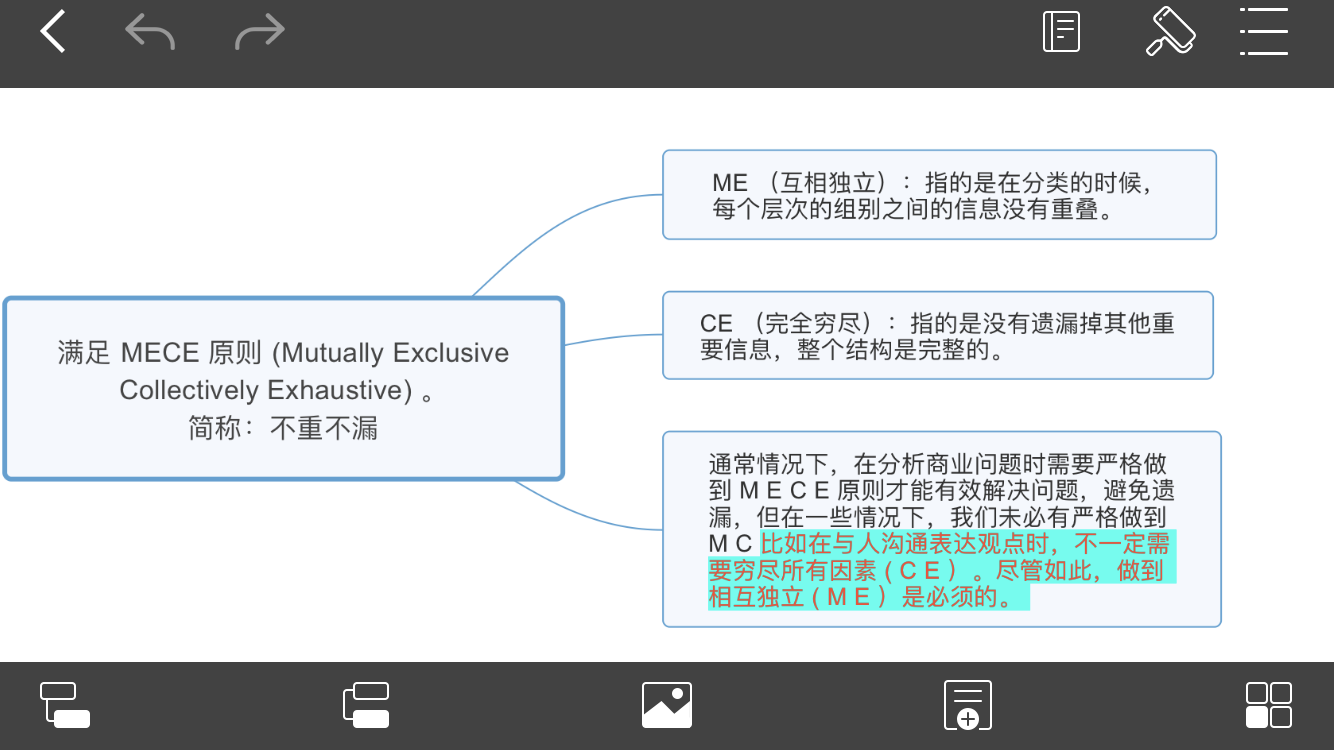 满足 MECE 原则 (Mutually Exclusive
Collectively Exhaustive) 。
简称：不重不漏
ME （互相独立）：指的是在分类的时候，
每个层次的组别之间的信息没有重叠。
CE （完全穷尽）：指的是没有遗漏掉其他重
要信息，整个结构是完整的。
通常情况下，在分析商业问题时需要严格做
到 M E C E 原则才能有效解决问题，避免遗
漏，但在一些情况下，我们未必有严格做到
M C 比如在与人沟通表达观点时，不一定需
要穷尽所有因素 ( C E ） 。尽管如此，做到
相互独立 ( M E ） 是必须的。